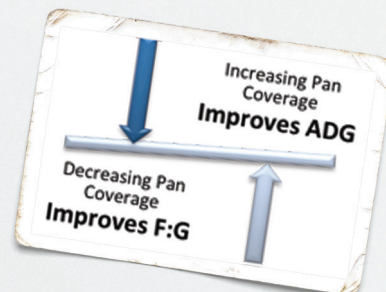 Increasing Pan
Coverage
Improves ADG
Decreasing Pan
Coverage
Improves F:G